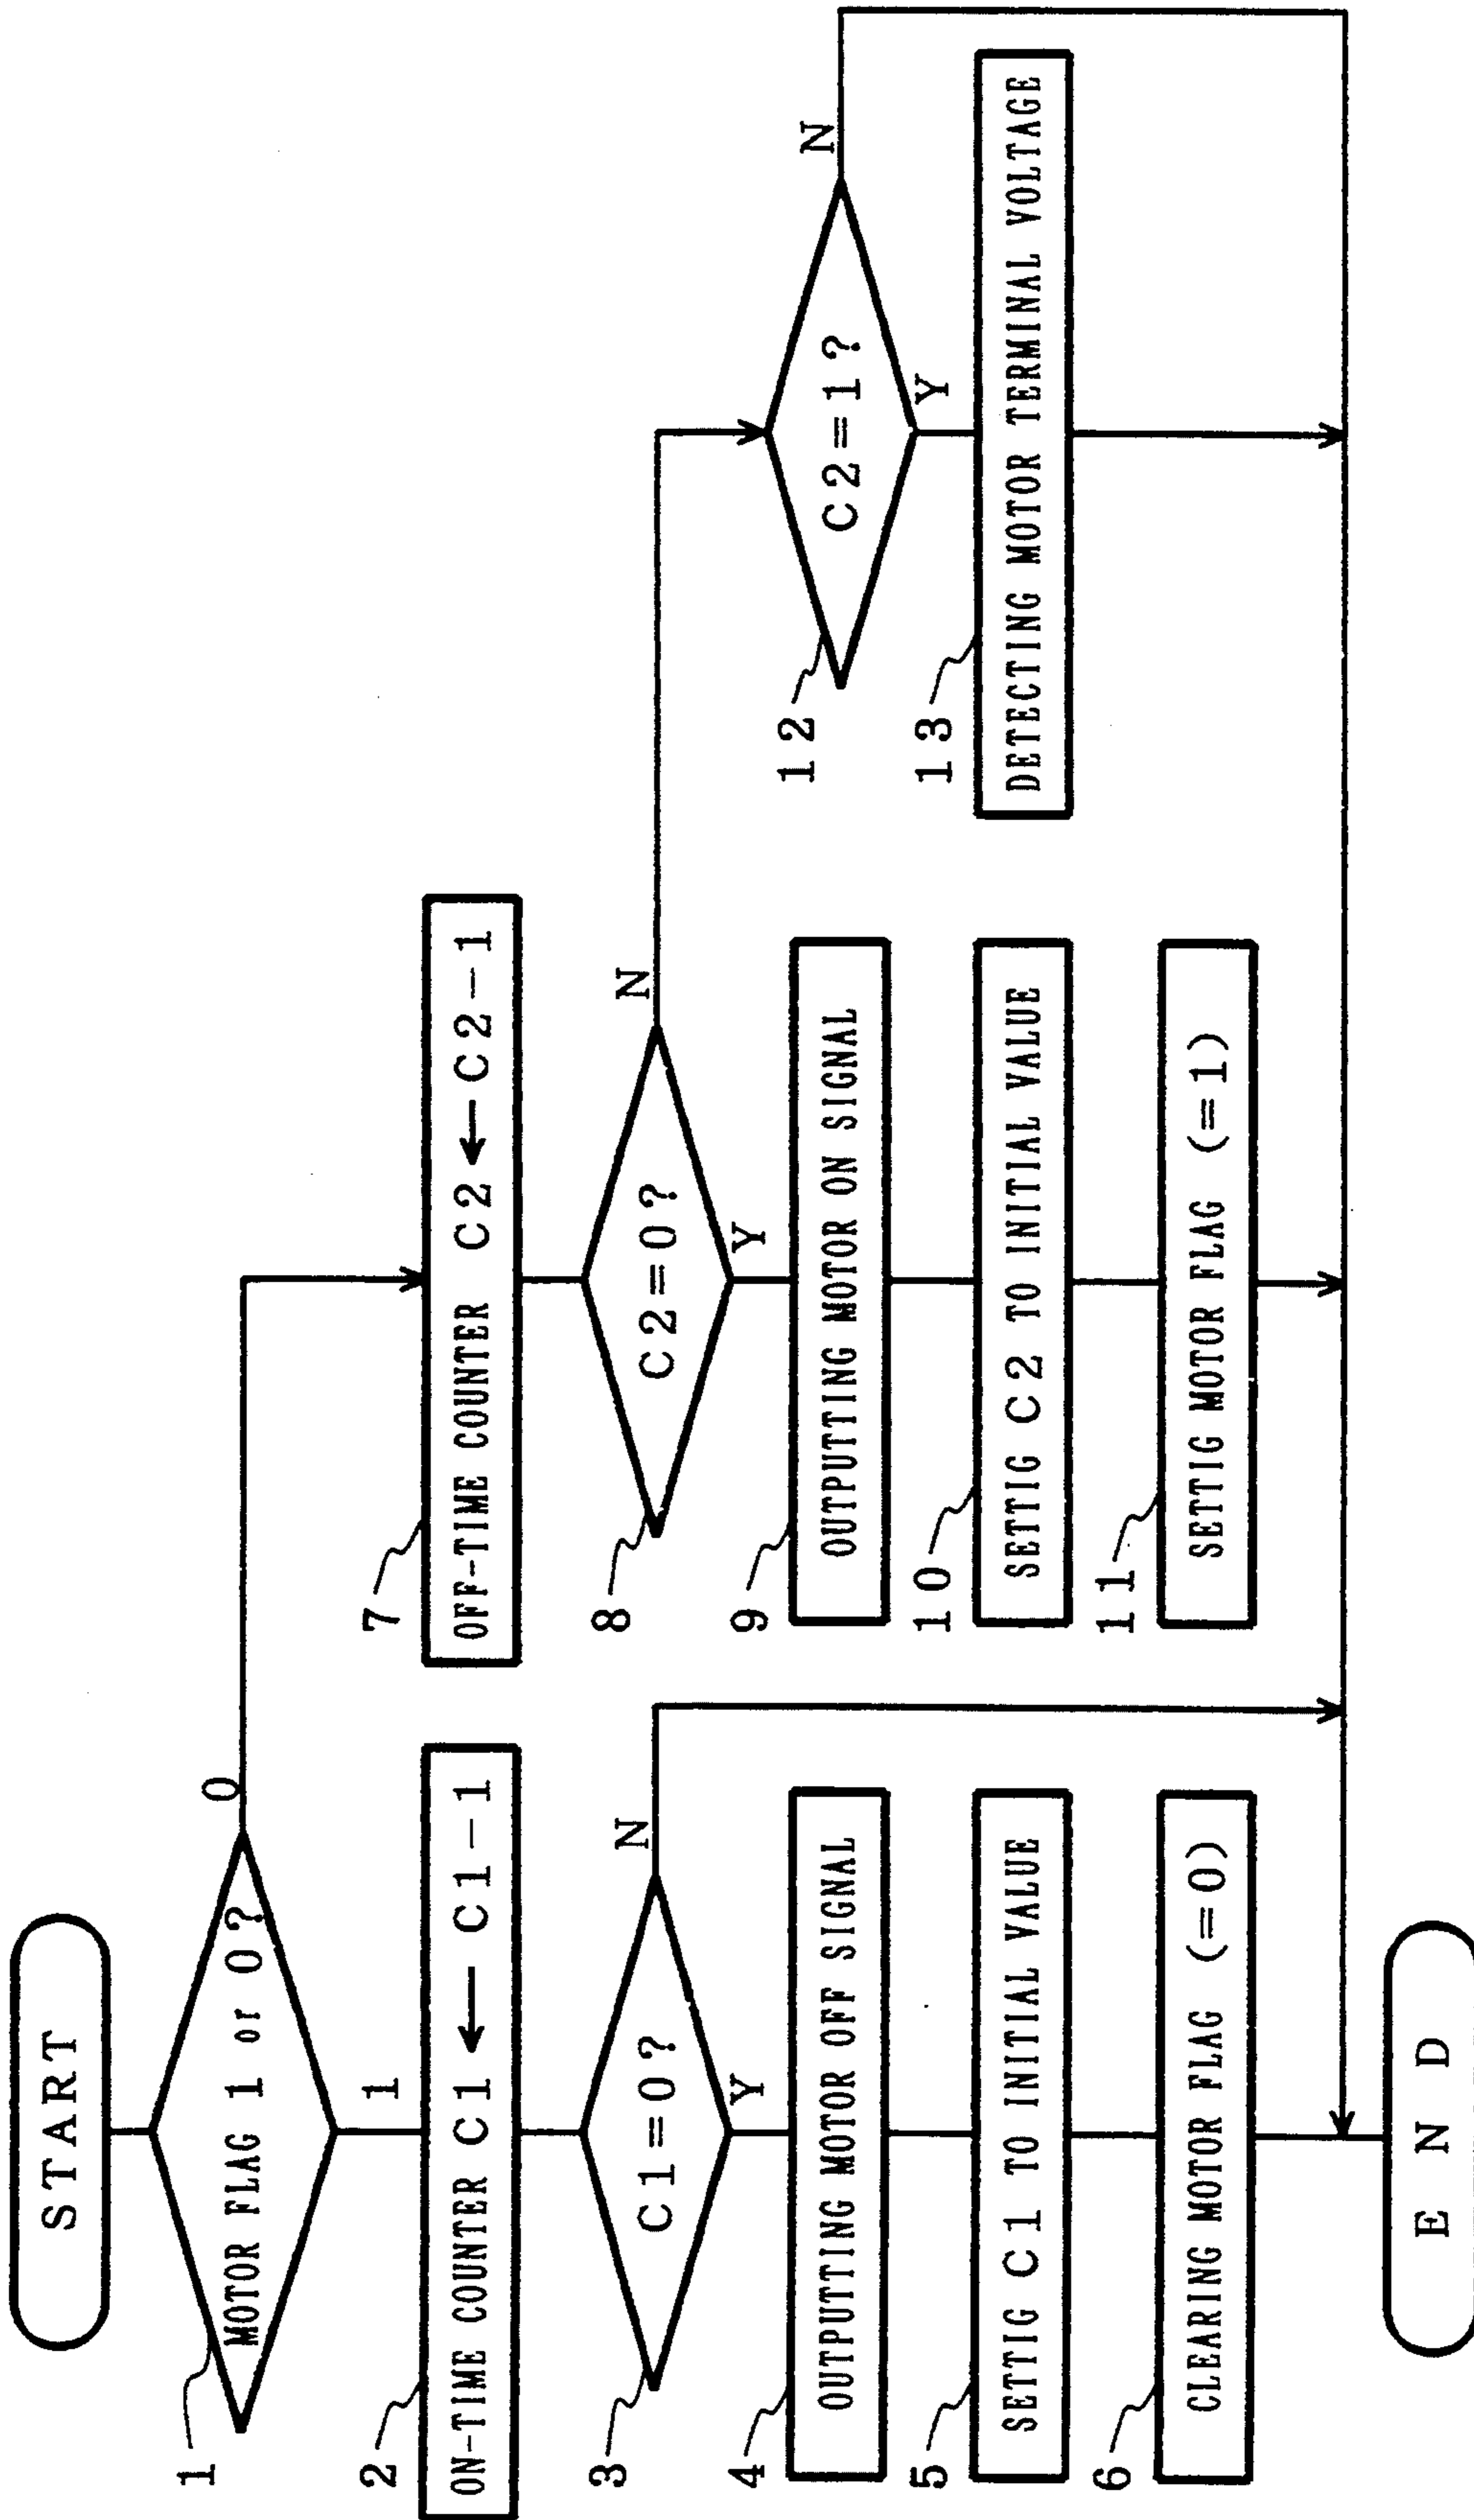 START
1
MOTOR FLAG 1 or 0?
0
1
2
ON-TIME COUNTER C1 ← C1-1
3
C1=0?
N
Y
4
OUTPUTTING MOTOR OFF SIGNAL
5
SETTIG C1 TO INITIAL VALUE
6
CLEARING MOTOR FLAG (=0)
7
OFF-TIME COUNTER C2 ← C2-1
8
C2=0?
N
Y
9
OUTPUTTING MOTOR ON SIGNAL
10
SETTIG C2 TO INITIAL VALUE
11
SETTIG MOTOR FLAG (=1)
12
C2=1?
N
Y
13
DETECTING MOTOR TERMINAL VOLTAGE
END